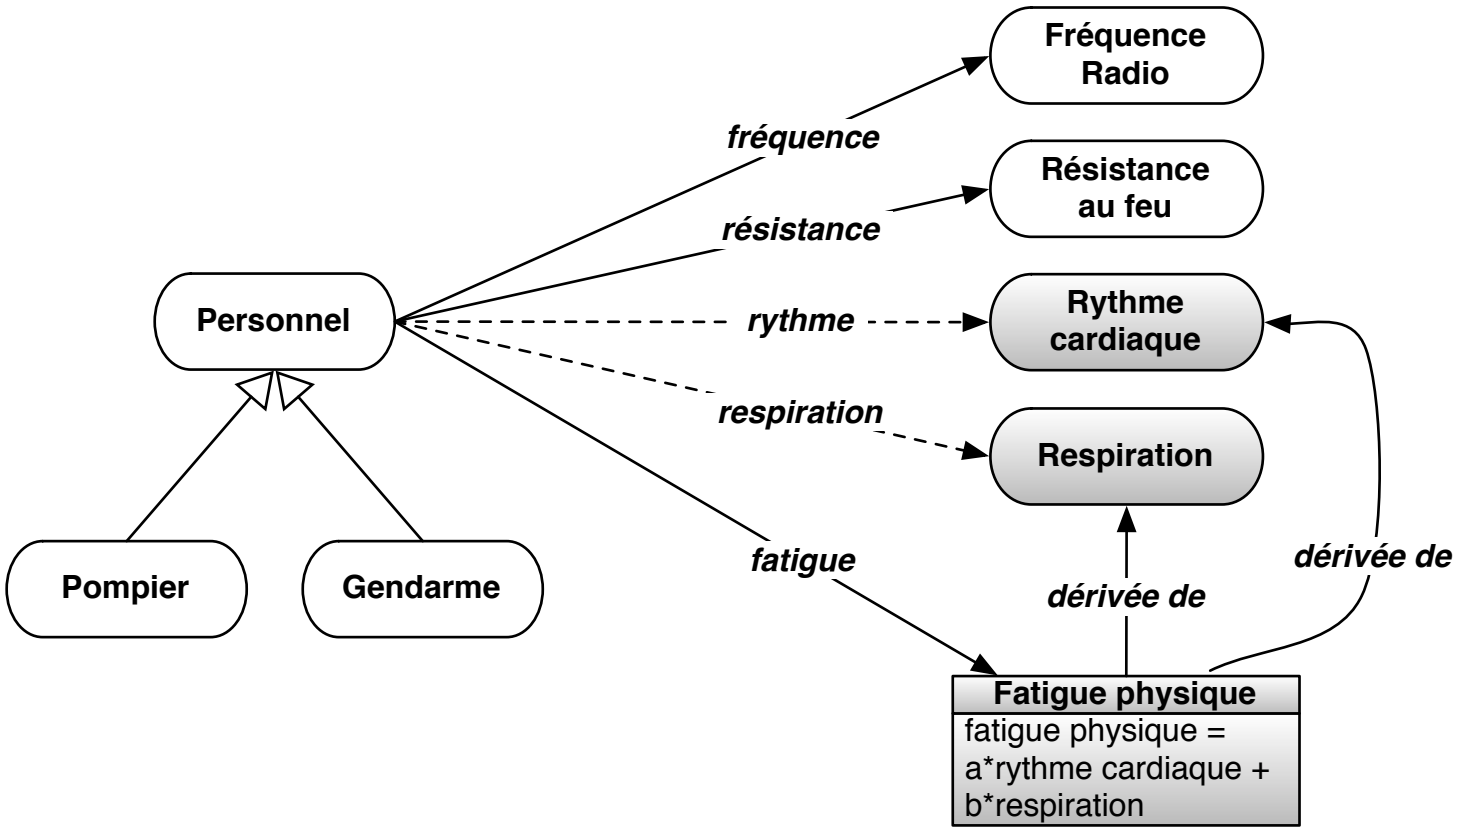 Fréquence
Radio
fréquence
Résistance
au feu
résistance
Personnel
rythme
Rythme
cardiaque
respiration
Respiration
Pompier
Gendarme
fatigue
dérivée de
dérivée de
Fatigue physique
fatigue physique =
a*rythme cardiaque +
b*respiration